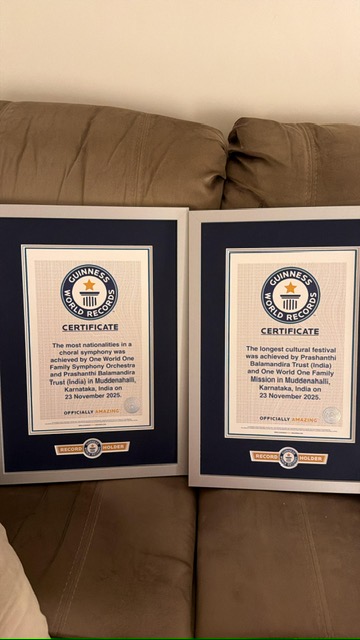 GUINNESS
WORLD RECORDS
CERTIFICATE
The most nationalities in a
choral symphony was
achieved by One World One
Family Symphony Orchestra
and Prashanthi Balamandira
Trust (India) in Muddenahalli,
Karnataka, India on
23 November 2025.
OFFICIALLY AMAZING
RECORD HOLDER
GUINNESS
WORLD RECORDS
CERTIFICATE
The longest cultural festival
was achieved by Prashanthi
Balamandira Trust (India)
and One World One Family
Mission in Muddenahalli,
Karnataka, India on
23 November 2025.
OFFICIALLY AMAZING
RECORD HOLDER